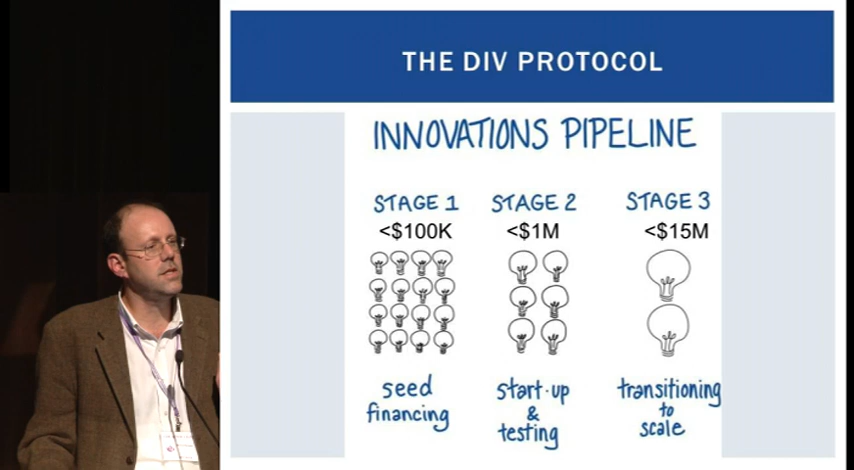 THE DIV PROTOCOL
INNOVATIONS PIPELINE
STAGE 1 STAGE 2 STAGE 3
<$100K <$1M <$15M
seed start-up transitioning
financing & to
testing scale